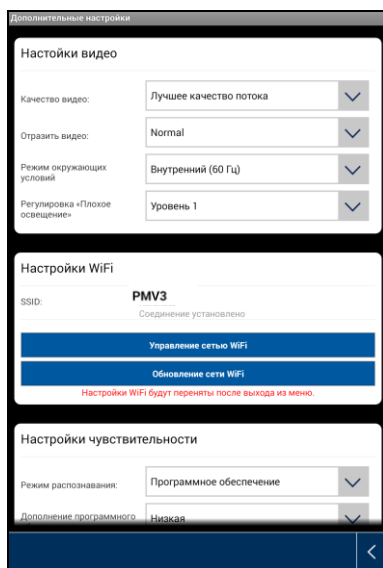 Дополнительные настройки
Настойки видео
Качество видео:
Лучшее качество потока
Отразить видео:
Normal
Режим окружающих
условий
Внутренний (60 Гц)
Регулировка «Плохое
освещение»
Уровень 1
Настройки WiFi
SSID:
PMV3
Соединение установлено
Управление сетью WiFi
Обновление сети WiFi
Настройки WiFi будут переняты после выхода из меню.
Настройки чувствительности
Режим распознавания:
Программное обеспечение
Дополнение программного
Низкая